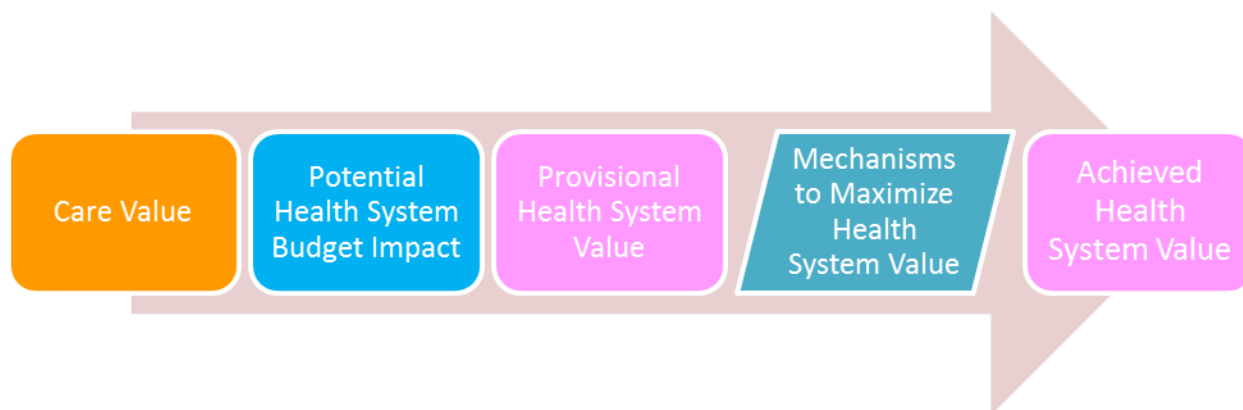 Care Value
Potential
Health System
Budget Impact
Provisional
Health System
Value
Mechanisms
to Maximize
Health
System Value
Achieved
Health
System Value